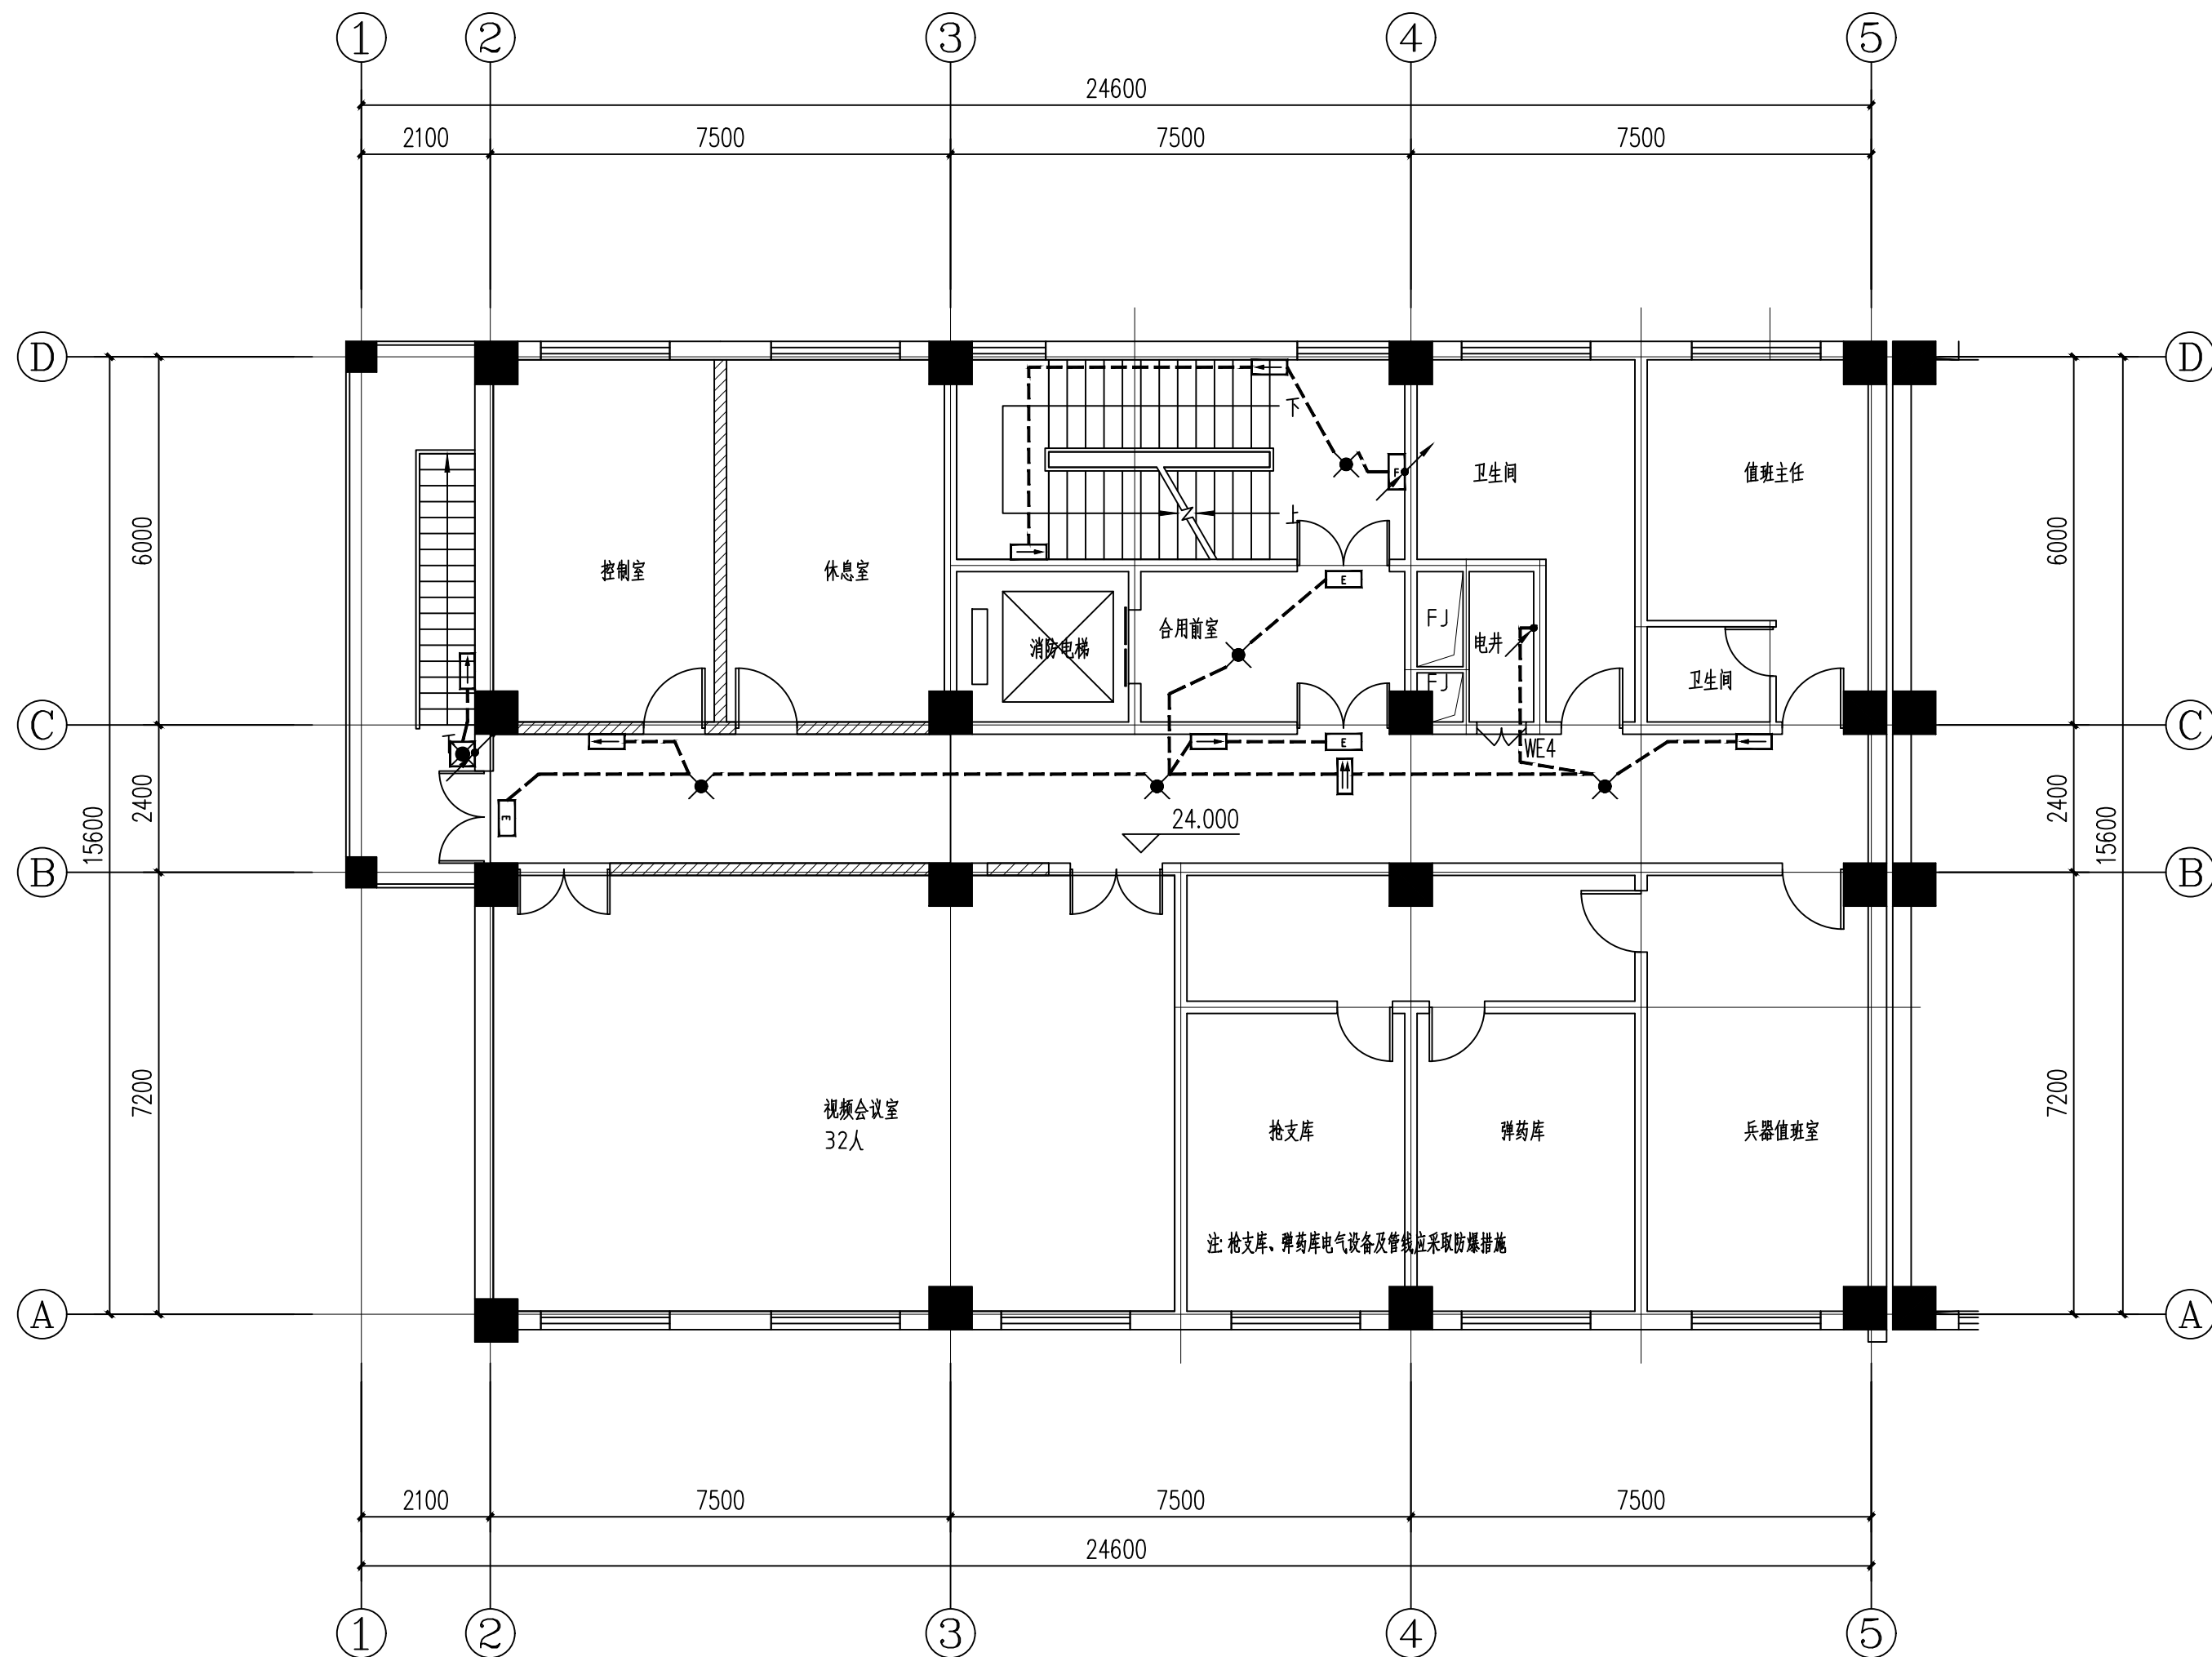 1 2 3 4 5
24600
2100 7500 7500 7500
D D
下
卫生间 值班主任
上
6000 6000
控制室 休息室
E
FJ
合用前室
电井
消防电梯
卫生间
FJ
C C
下
E
WE4
2400 2400
15600 15600
E
24.000
B B
7200 7200
视频会议室
32人
抢支库 弹药库 兵器值班室
注: 枪支库、弹药库电气设备及管线应采取防爆措施
A A
2100 7500 7500 7500
24600
1 2 3 4 5